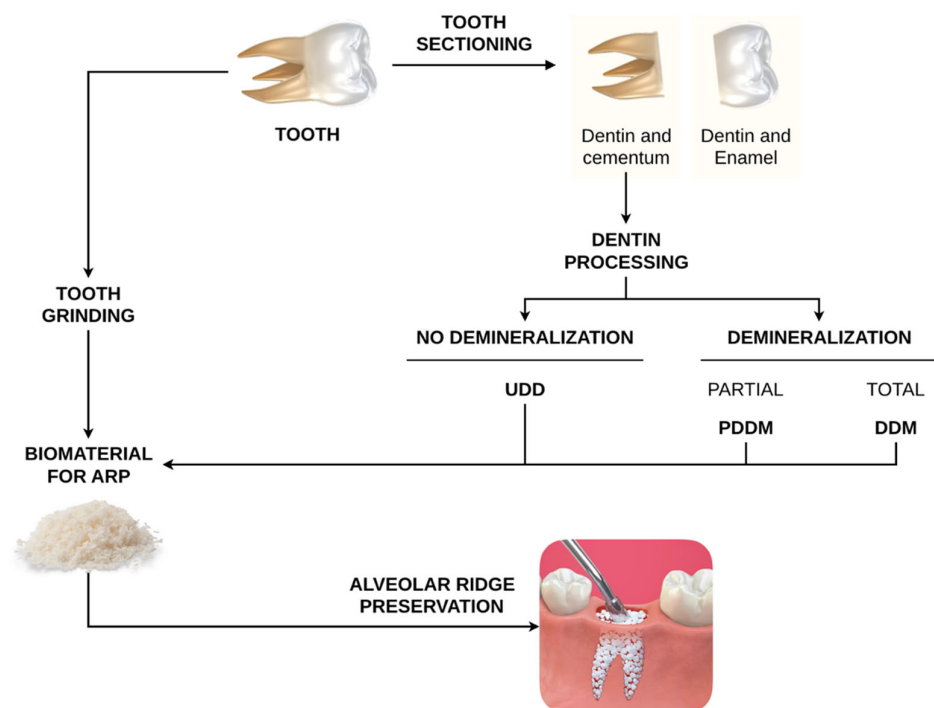 TOOTH
SECTIONING
TOOTH
Dentin and
cementum
Dentin and
Enamel
DENTIN
PROCESSING
TOOTH
GRINDING
NO DEMINERALIZATION
DEMINERALIZATION
UDD
PARTIAL
TOTAL
PDDM
DDM
BIOMATERIAL
FOR ARP
ALVEOLAR RIDGE
PRESERVATION